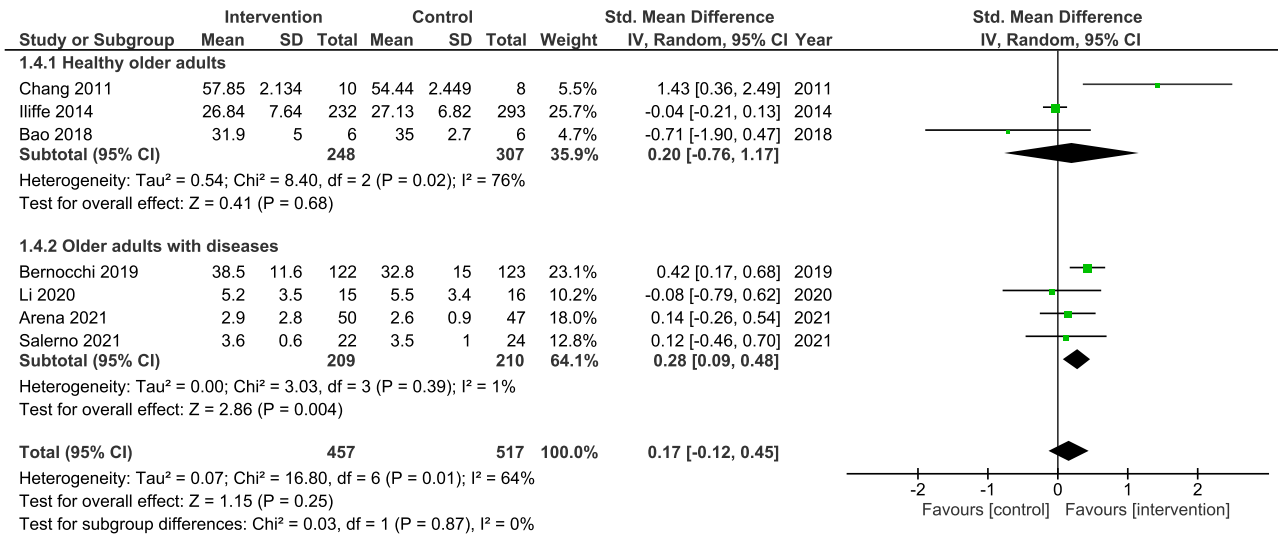 Intervention Control Std. Mean Difference Std. Mean Difference
Study or Subgroup Mean SD Total Mean SD Total Weight IV, Random, 95% CI Year IV, Random, 95% CI
1.4.1 Healthy older adults
Chang 2011 57.85 2.134 10 54.44 2.449 8 5.5% 1.43 [0.36, 2.49] 2011
Iliffe 2014 26.84 7.64 232 27.13 6.82 293 25.7% -0.04 [-0.21, 0.13] 2014
Bao 2018 31.9 5 6 35 2.7 6 4.7% -0.71 [-1.90, 0.47] 2018
Subtotal (95% CI) 248 307 35.9% 0.20 [-0.76, 1.17]
Heterogeneity: Tau² = 0.54; Chi² = 8.40, df = 2 (P = 0.02); I² = 76%
Test for overall effect: Z = 0.41 (P = 0.68)
1.4.2 Older adults with diseases
Bernocchi 2019 38.5 11.6 122 32.8 15 123 23.1% 0.42 [0.17, 0.68] 2019
Li 2020 5.2 3.5 15 5.5 3.4 16 10.2% -0.08 [-0.79, 0.62] 2020
Arena 2021 2.9 2.8 50 2.6 0.9 47 18.0% 0.14 [-0.26, 0.54] 2021
Salerno 2021 3.6 0.6 22 3.5 1 24 12.8% 0.12 [-0.46, 0.70] 2021
Subtotal (95% CI) 209 210 64.1% 0.28 [0.09, 0.48]
Heterogeneity: Tau² = 0.00; Chi² = 3.03, df = 3 (P = 0.39); I² = 1%
Test for overall effect: Z = 2.86 (P = 0.004)
Total (95% CI) 457 517 100.0% 0.17 [-0.12, 0.45]
Heterogeneity: Tau² = 0.07; Chi² = 16.80, df = 6 (P = 0.01); I² = 64%
Test for overall effect: Z = 1.15 (P = 0.25)
Test for subgroup differences: Chi² = 0.03, df = 1 (P = 0.87), I² = 0%
-2 -1 0 1 2
Favours [control] Favours [intervention]